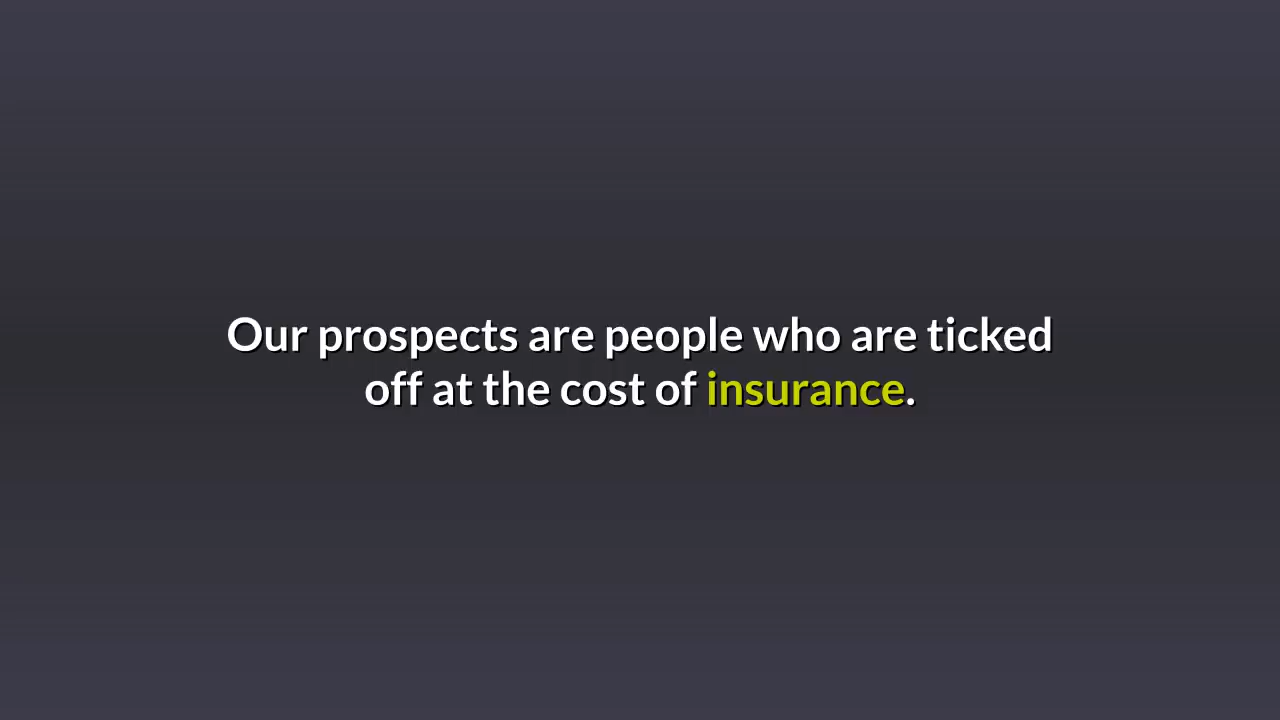 Our prospects are people who are ticked
off at the cost of insurance.